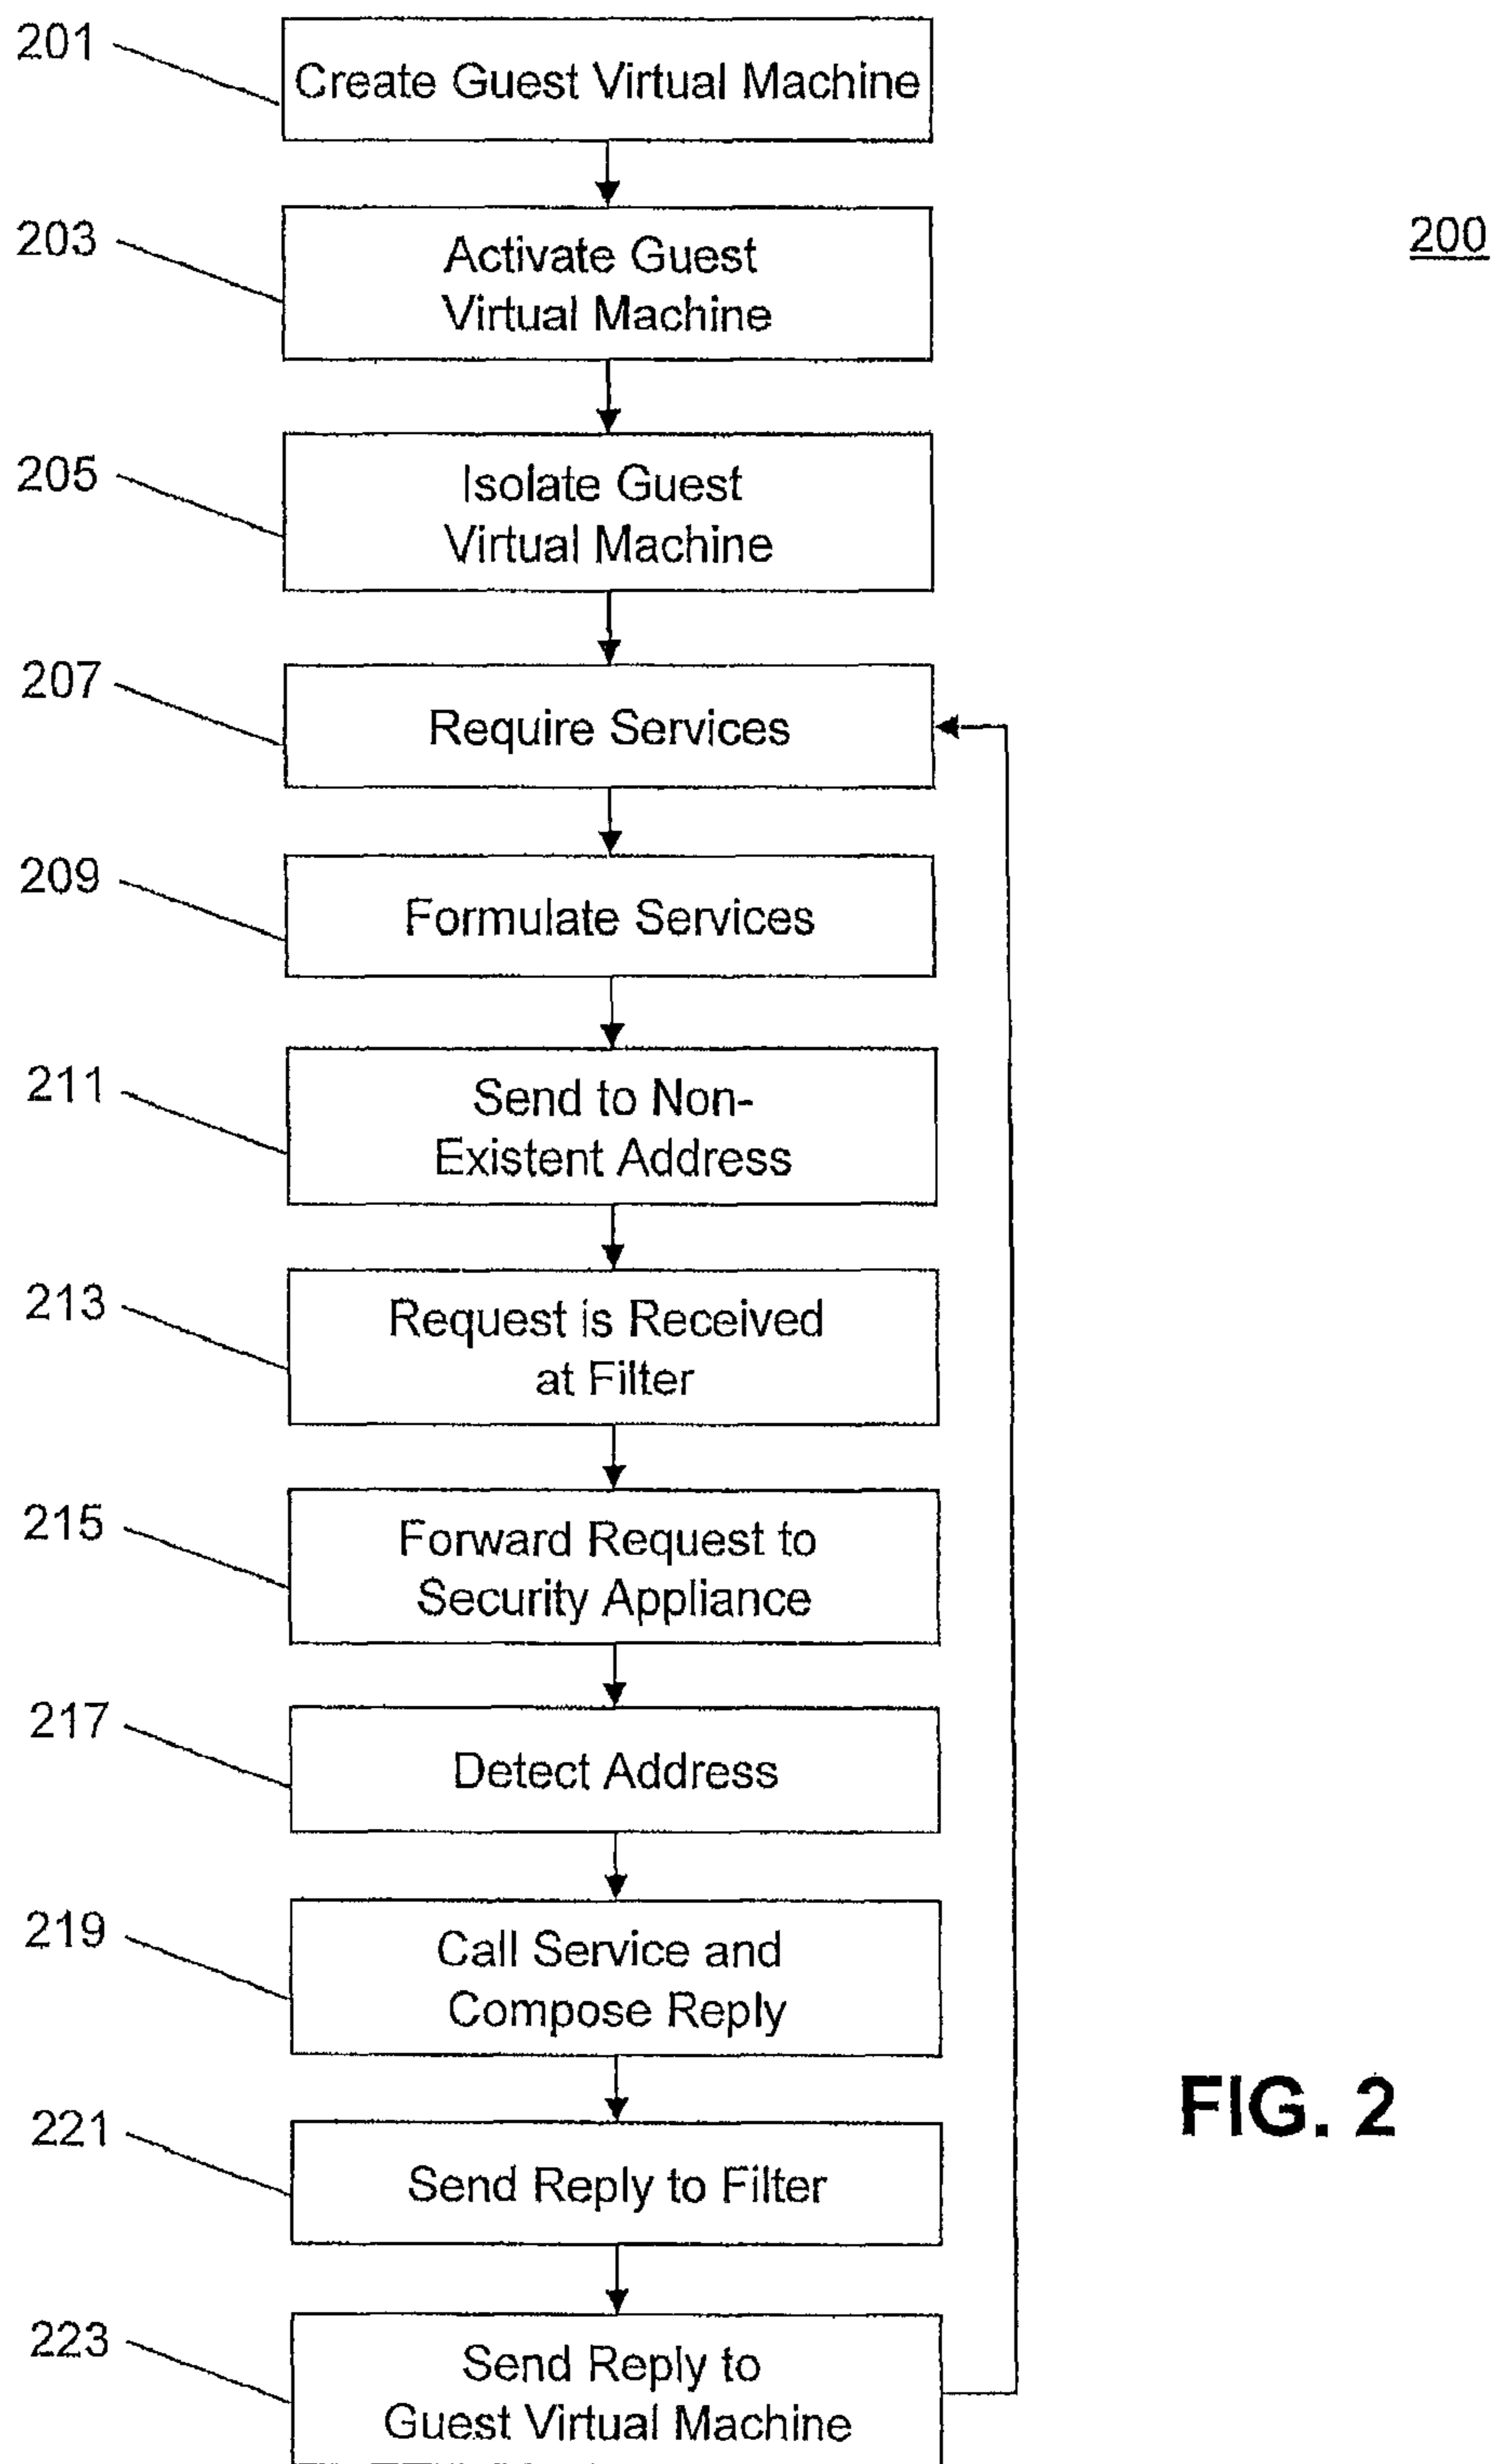 201
Create Guest Virtual Machine
203
Activate Guest
Virtual Machine
200
205
Isolate Guest
Virtual Machine
207
Require Services
209
Formulate Services
211
Send to Non-
Existent Address
213
Request is Received
at Filter
215
Forward Request to
Security Appliance
217
Detect Address
219
Call Service and
Compose Reply
221
Send Reply to Filter
223
Send Reply to
Guest Virtual Machine
FIG. 2